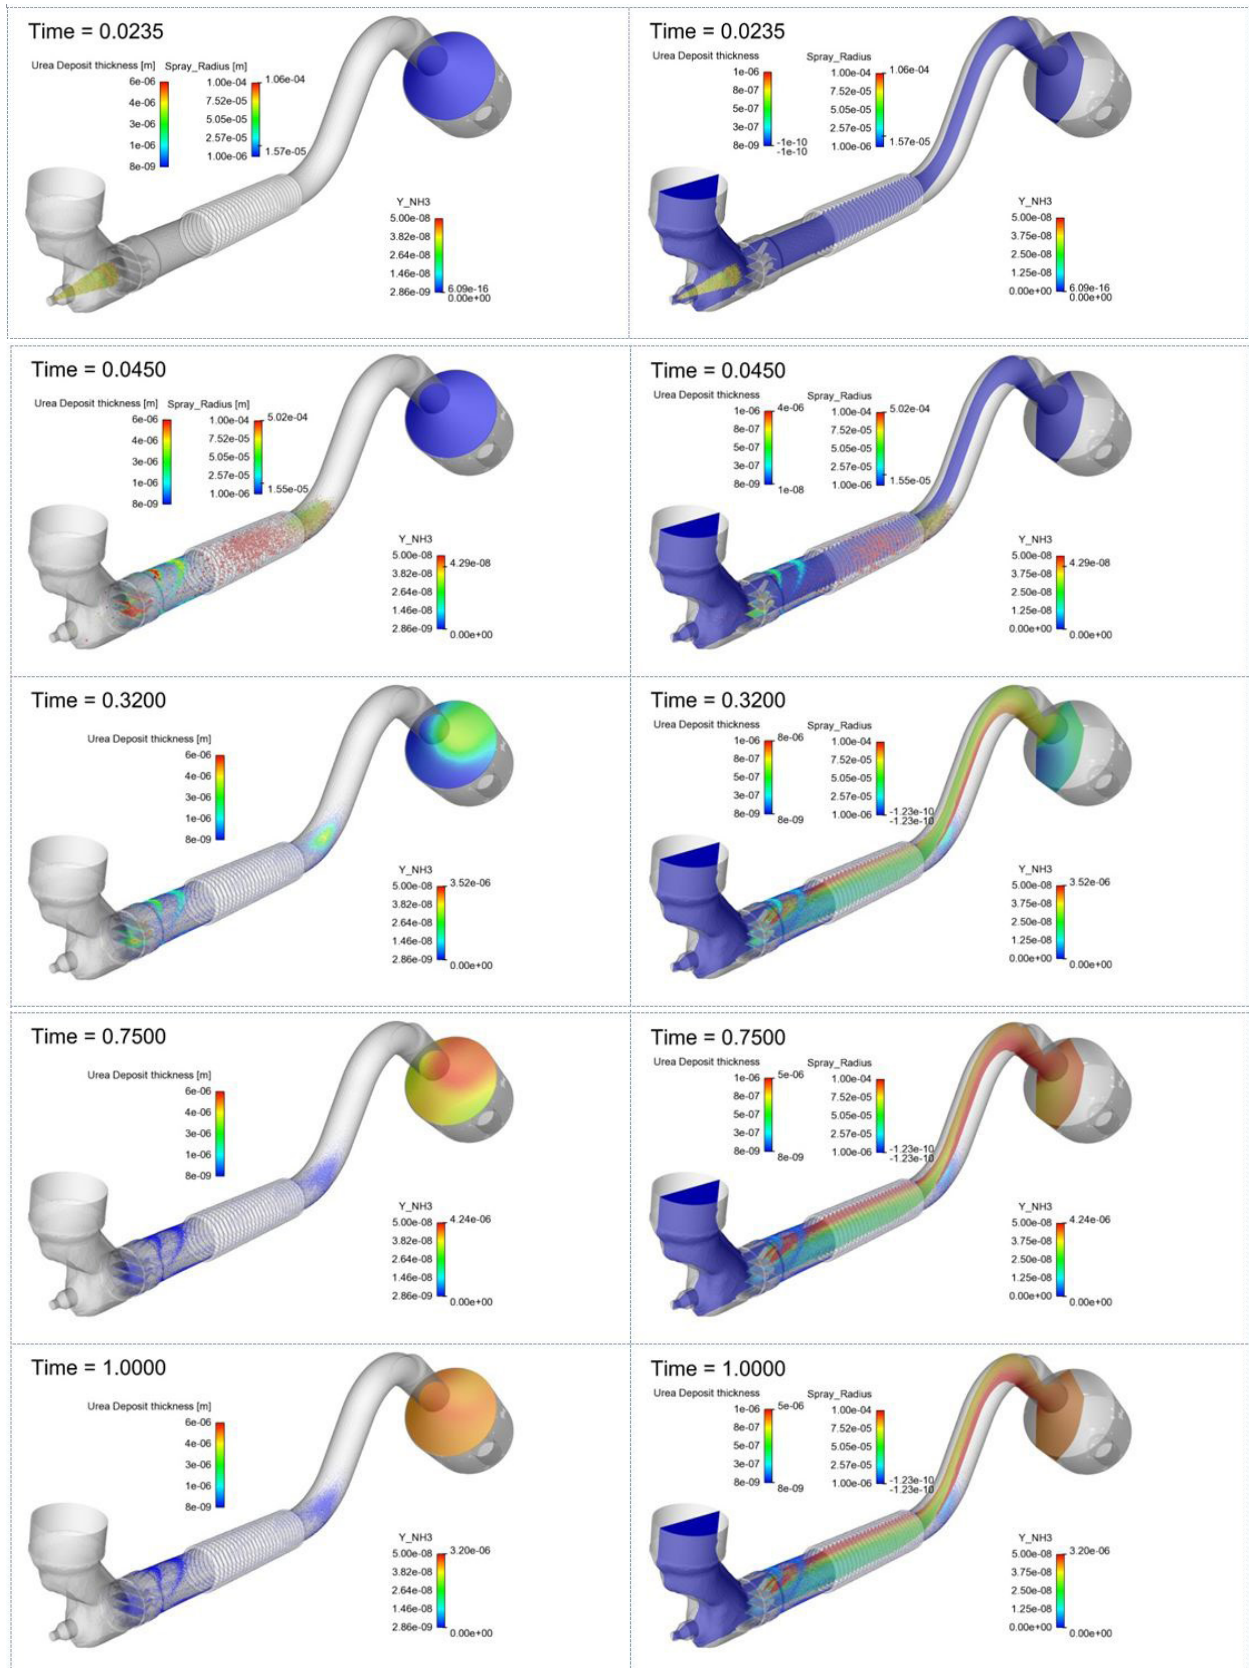 Time = 0.0235
Urea Deposit thickness [m] Spray_Radius [m]
6e-06 1.00e-04 1.06e-04
4e-06 7.52e-05
3e-06 5.05e-05
1e-06 2.57e-05 1.57e-05
8e-09 1.00e-06
Y_NH3
5.00e-08
3.82e-08
2.64e-08
1.46e-08
2.86e-09 6.09e-16
0.00e+00
Time = 0.0235
Urea Deposit thickness Spray_Radius
1e-06 1.00e-04 1.06e-04
8e-07 7.52e-05
5e-07 5.05e-05
3e-07 2.57e-05 1.57e-05
8e-09 -1e-10 1.00e-06
-1e-10
Y_NH3
5.00e-08
3.82e-08
2.50e-08
1.25e-08
0.00e+00 6.09e-16
0.00e+00
Time = 0.0450
Urea Deposit thickness [m] Spray_Radius [m]
6e-06 1.00e-04 5.02e-04
4e-06 7.52e-05
3e-06 5.05e-05
1e-06 2.57e-05
8e-09 1.00e-06 1.55e-05
Y_NH3
5.00e-08 4.29e-08
3.82e-08
2.64e-08
1.46e-08
2.86e-09 0.00e+00
Time = 0.0450
Urea Deposit thickness Spray_Radius
1e-06 4e-06 1.00e-04 5.02e-04
8e-07 7.52e-05
5e-07 5.05e-05
3e-07 2.57e-05 1.55e-05
8e-09 1e-08 1.00e-06
Y_NH3
5.00e-08 4.29e-08
3.75e-08
2.50e-08
1.25e-08
0.00e+00 0.00e+00
Time = 0.3200
Urea Deposit thickness [m]
6e-06
4e-06
3e-06
1e-06
8e-09
Y_NH3
5.00e-08 3.52e-06
3.82e-08
2.64e-08
1.46e-08
2.86e-09 0.00e+00
Time = 0.3200
Urea Deposit thickness Spray_Radius
1e-06 8e-06 1.00e-04
8e-07 7.52e-05
5e-07 5.05e-05
3e-07 2.57e-05
8e-09 8e-09 1.00e-06 -1.23e-10
-1.23e-10
Y_NH3
5.00e-08 3.52e-06
3.75e-08
2.50e-08
1.25e-08
0.00e+00 0.00e+00
Time = 0.7500
Urea Deposit thickness [m]
6e-06
4e-06
3e-06
1e-06
8e-09
Y_NH3
5.00e-08 4.24e-06
3.82e-08
2.64e-08
1.46e-08
2.86e-09 0.00e+00
Time = 0.7500
Urea Deposit thickness Spray_Radius
1e-06 5e-06 1.00e-04
8e-07 7.52e-05
5e-07 5.05e-05
3e-07 2.57e-05
8e-09 8e-09 1.00e-06 -1.23e-10
-1.23e-10
Y_NH3
5.00e-08 4.24e-06
3.75e-08
2.50e-08
1.25e-08
0.00e+00 0.00e+00
Time = 1.0000
Urea Deposit thickness [m]
6e-06
4e-06
3e-06
1e-06
8e-09
Y_NH3
5.00e-08 3.20e-06
3.82e-08
2.64e-08
1.46e-08
2.86e-09 0.00e+00
Time = 1.0000
Urea Deposit thickness Spray_Radius
1e-06 5e-06 1.00e-04
8e-07 7.52e-05
5e-07 5.05e-05
3e-07 2.57e-05
8e-09 8e-09 1.00e-06 -1.23e-10
-1.23e-10
Y_NH3
5.00e-08 3.20e-06
3.75e-08
2.50e-08
1.25e-08
0.00e+00 0.00e+00